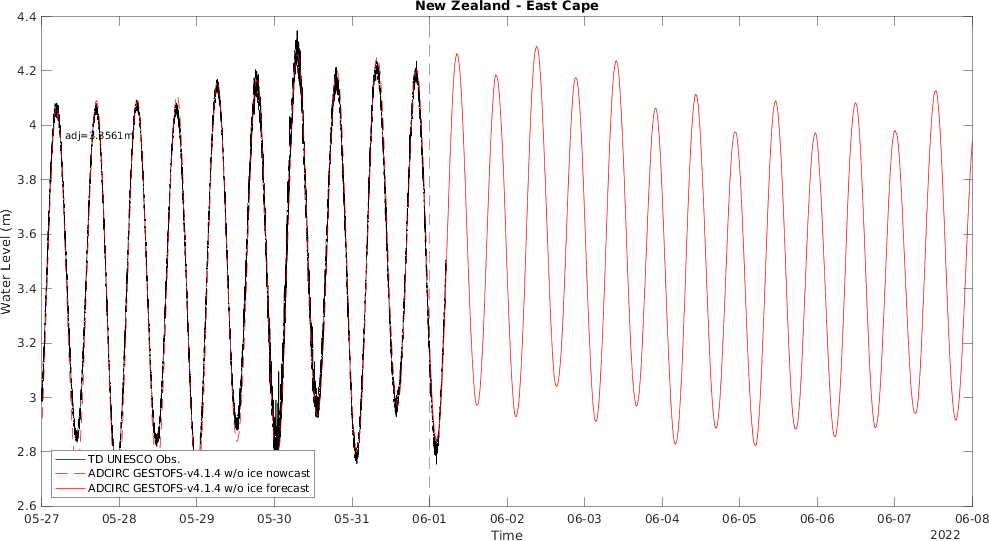 New Zealand - East Cape
Water Level (m)
4.4
4.2
4
3.8
3.6
3.4
3.2
3
2.8
2.6
adj=3.3561m
TD UNESCO Obs.
ADCIRC GESTOFS-v4.1.4 w/o ice nowcast
ADCIRC GESTOFS-v4.1.4 w/o ice forecast
05-27 05-28 05-29 05-30 05-31 06-01 06-02 06-03 06-04 06-05 06-06 06-07 06-08
Time
2022